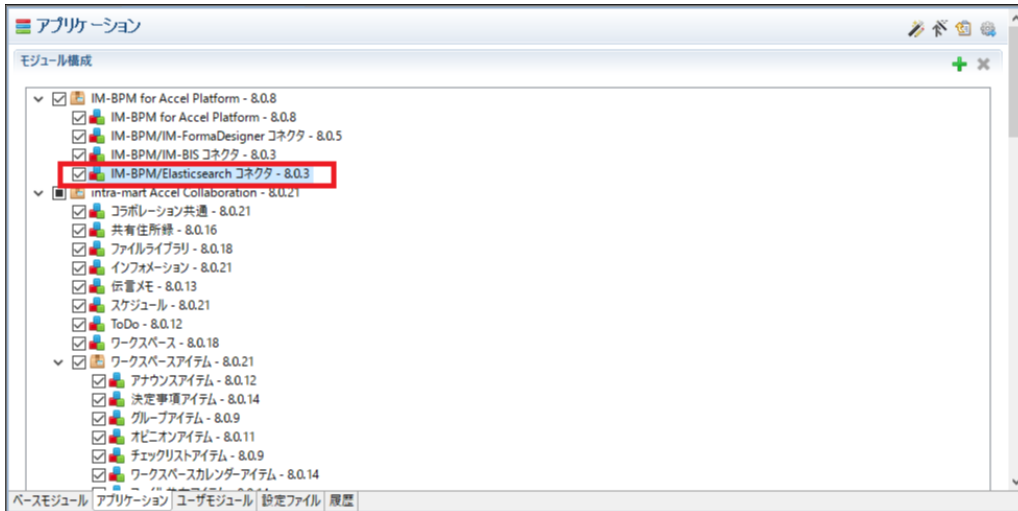 アプリケーション
モジュール構成
IM-BPM for Accel Platform - 8.0.8
IM-BPM for Accel Platform - 8.0.8
IM-BPM/IM-FormaDesigner コネクタ - 8.0.5
IM-BPM/IM-BIS コネクタ - 8.0.3
IM-BPM/Elasticsearch コネクタ - 8.0.3
intra-mart Accel Collaboration - 8.0.21
コラボレーション共通 - 8.0.21
共有住所録 - 8.0.16
ファイルライブラリ - 8.0.18
インフォメーション - 8.0.21
伝言メモ - 8.0.13
スケジュール - 8.0.21
ToDo - 8.0.12
ワークスペース - 8.0.18
ワークスペースアイテム - 8.0.21
アナウンスアイテム - 8.0.12
決定事項アイテム - 8.0.14
グループアイテム - 8.0.9
オピニオンアイテム - 8.0.11
チェックリストアイテム - 8.0.9
ワークスペースカレンダーアイテム - 8.0.14
ベースモジュール アプリケーション ユーザモジュール 設定ファイル 履歴